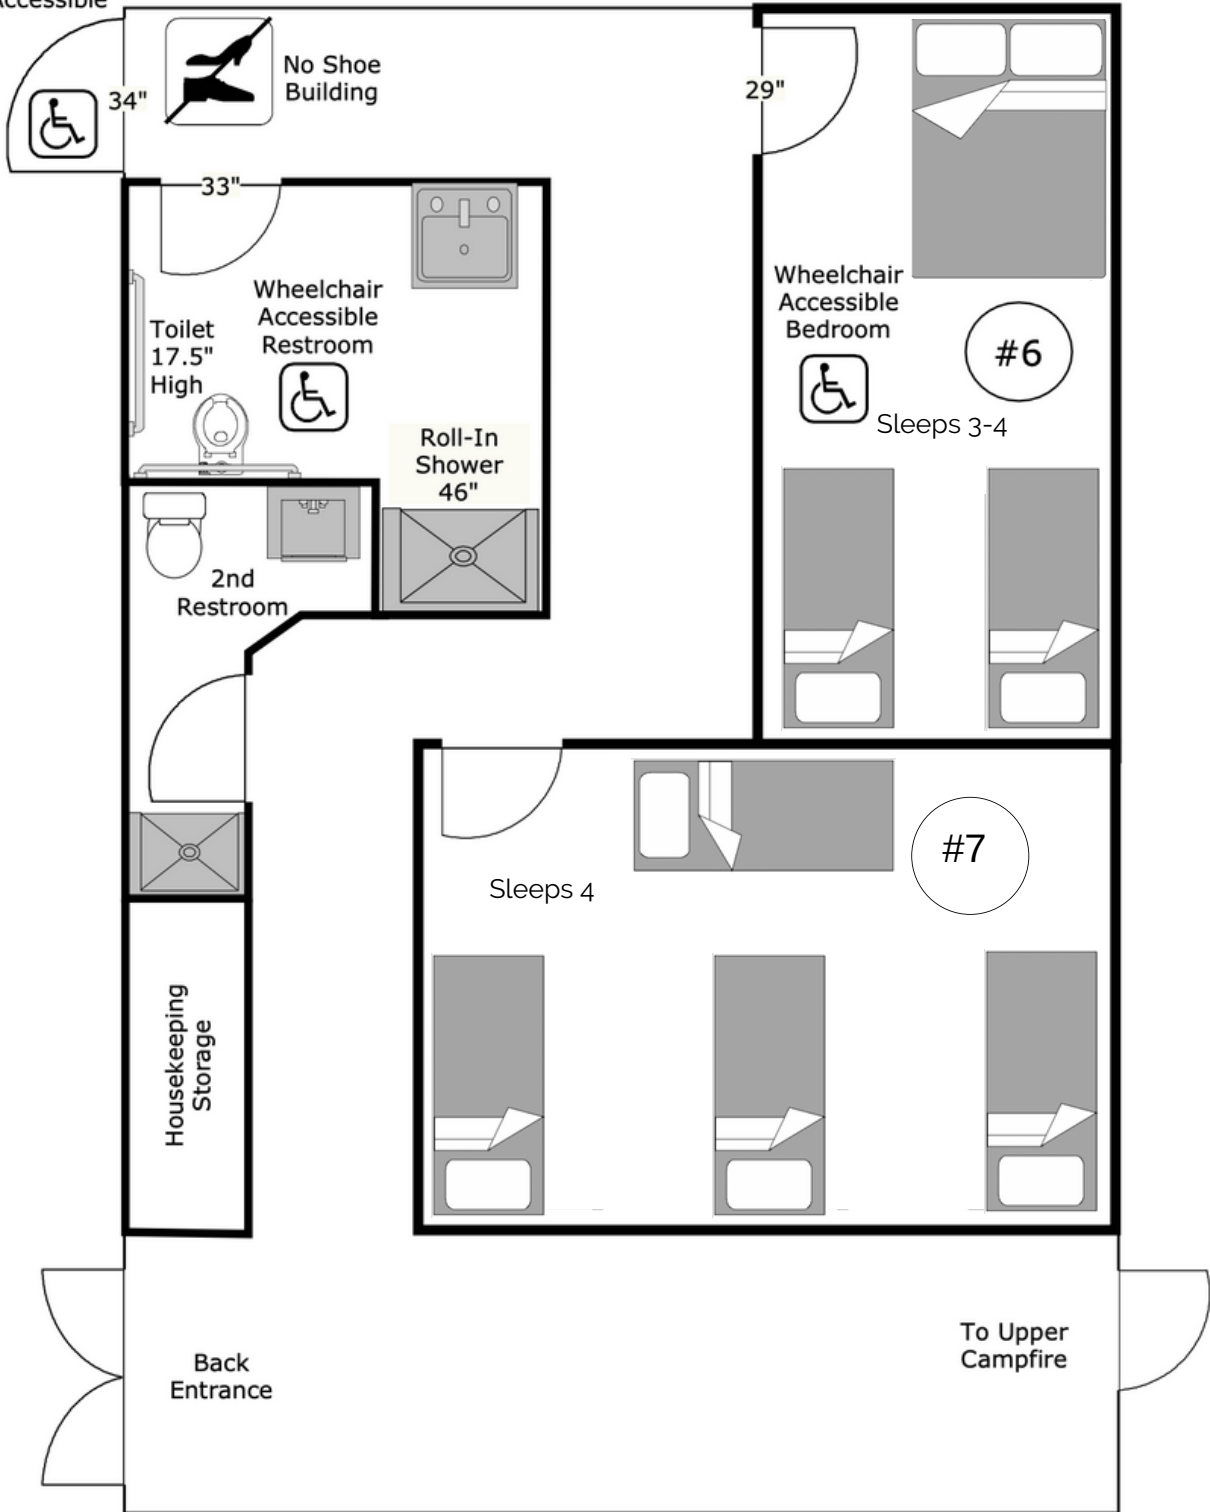 34"
No Shoe
Building
29"
33"
Wheelchair
Accessible
Restroom
Toilet
17.5"
High
Roll-In
Shower
46"
Wheelchair
Accessible
Bedroom
#6
Sleeps 3-4
2nd
Restroom
#7
Sleeps 4
Housekeeping
Storage
Back
Entrance
To Upper
Campfire